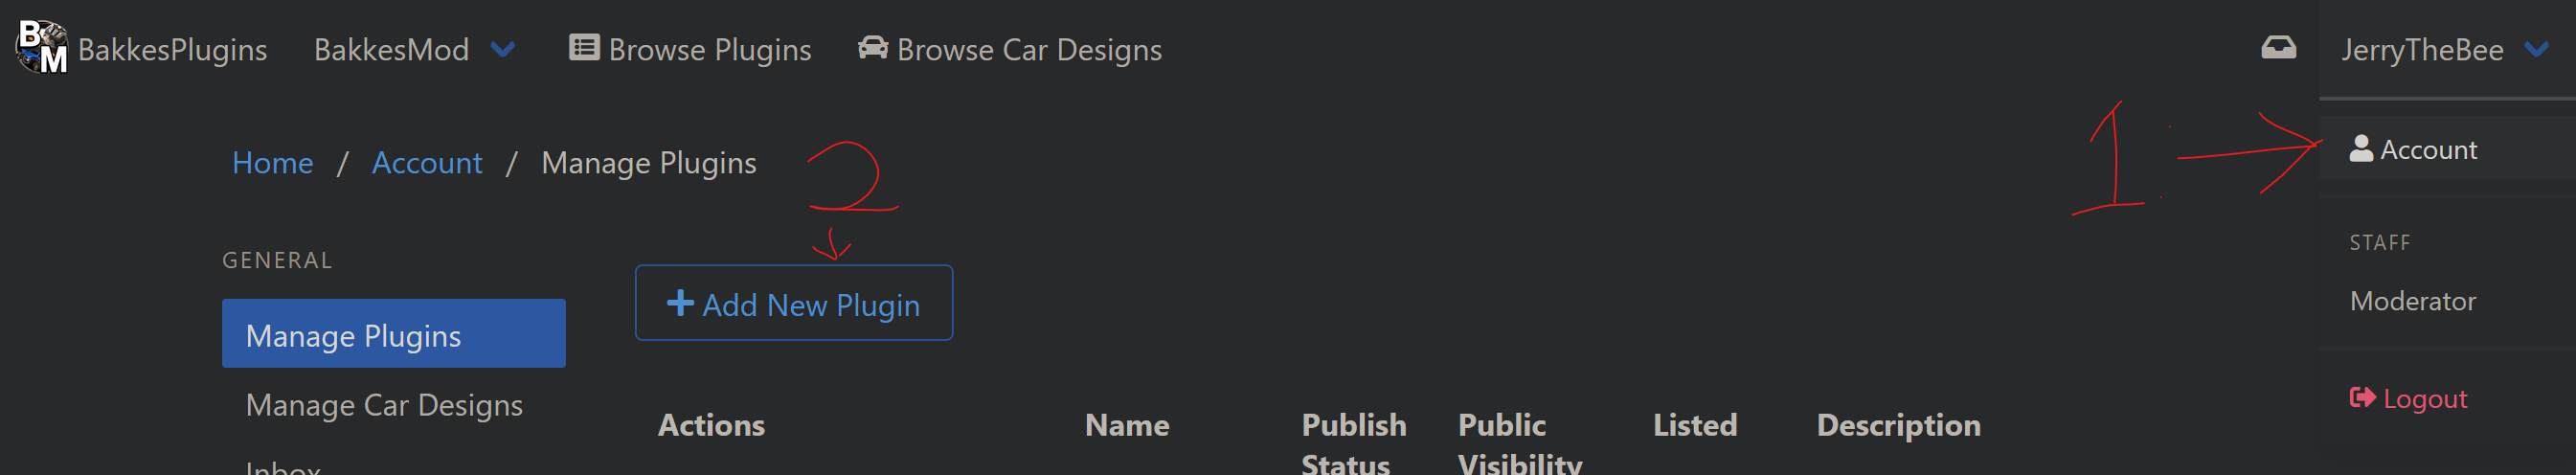 BM BakkesPlugins BakkesMod Browse Plugins Browse Car Designs JerryTheBee
Home / Account / Manage Plugins
2
1
Account
GENERAL
STAFF
Add New Plugin
Moderator
Manage Plugins
Manage Car Designs
Logout
Actions Name Publish Status Public Visibility Listed Description
Inbox